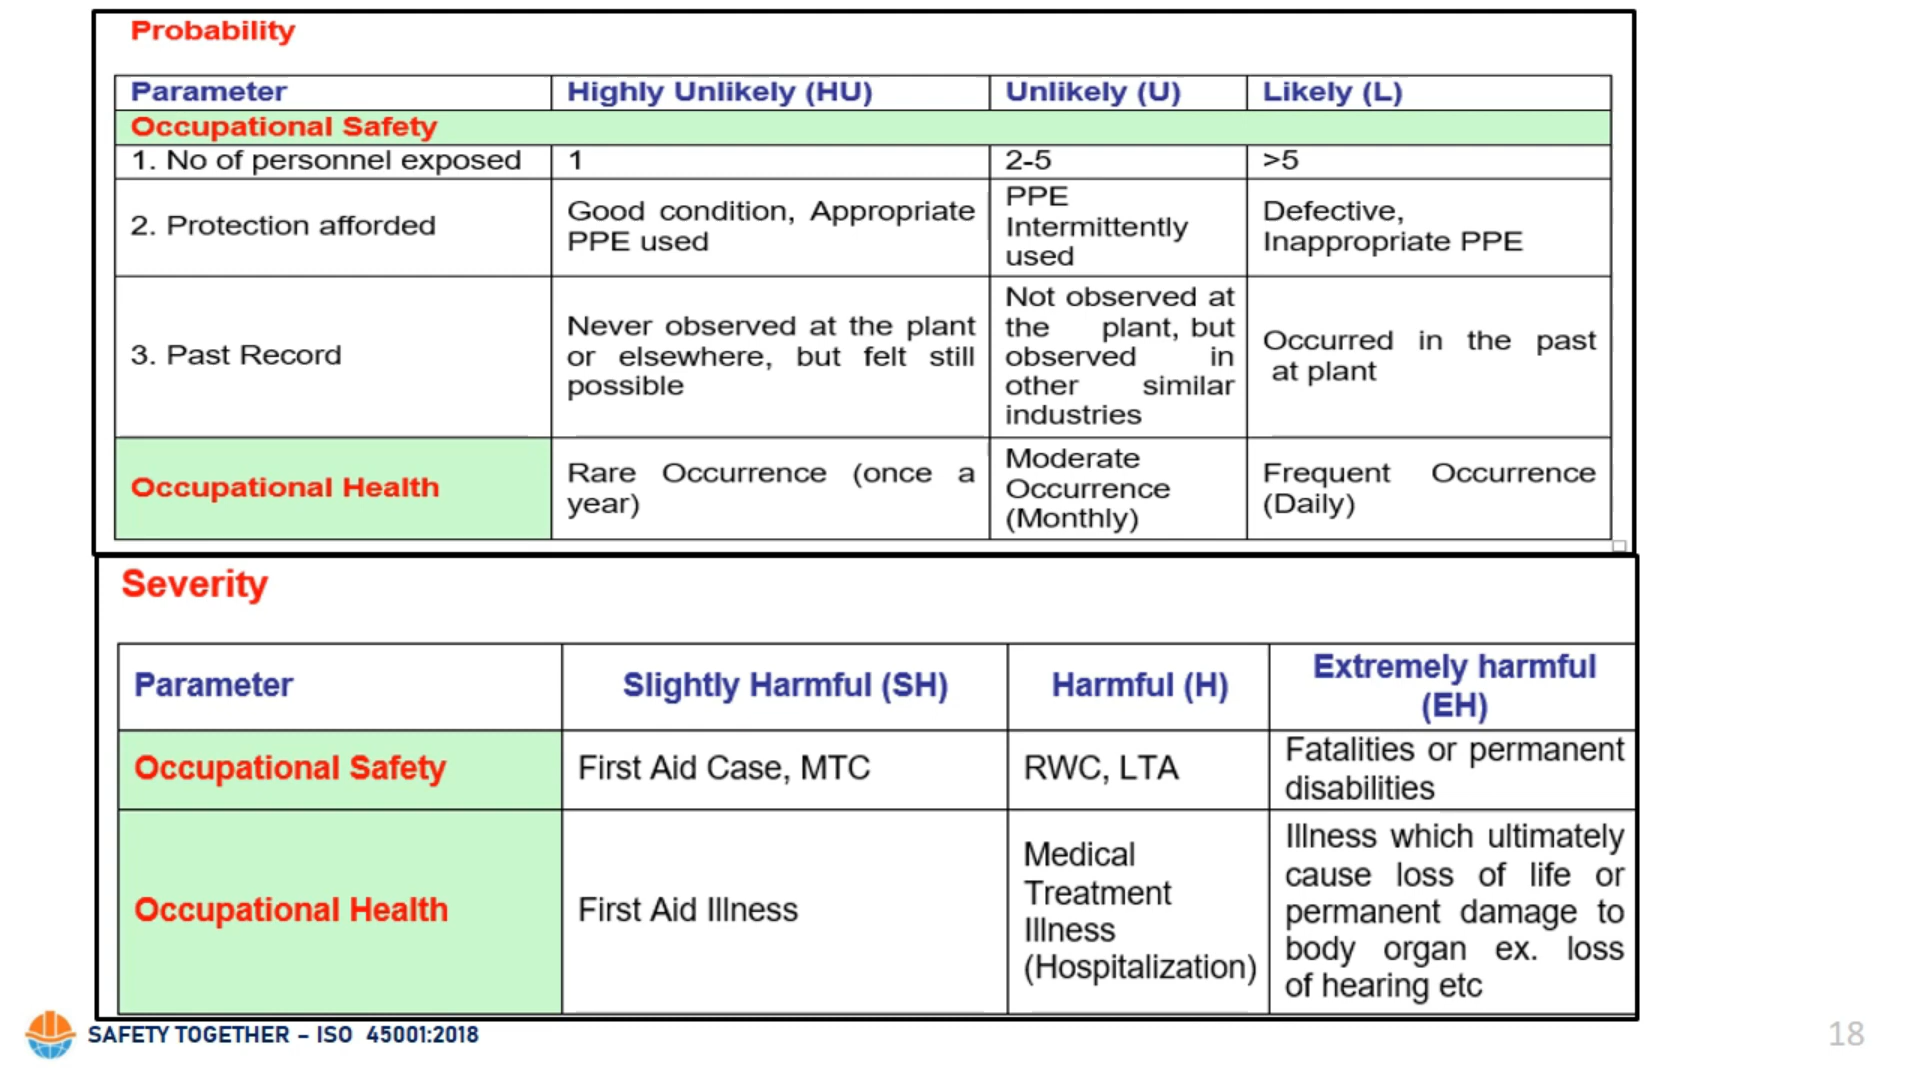 Probability
Parameter
Highly Unlikely (HU)
Unlikely (U)
Likely (L)
Occupational Safety
1. No of personnel exposed
1
2-5
>5
2. Protection afforded
Good condition, Appropriate
PPE used
PPE
Intermittently
used
Defective,
Inappropriate PPE
3. Past Record
Never observed at the plant
or elsewhere, but felt still
possible
Not observed at
the plant, but
observed in
other similar
industries
Occurred in the past
at plant
Occupational Health
Rare Occurrence (once a
year)
Moderate
Occurrence
(Monthly)
Frequent Occurrence
(Daily)
Severity
Parameter
Slightly Harmful (SH)
Harmful (H)
Extremely harmful
(EH)
Occupational Safety
First Aid Case, MTC
RWC, LTA
Fatalities or permanent
disabilities
Occupational Health
First Aid Illness
Medical
Treatment
Illness
(Hospitalization)
Illness which ultimately
cause loss of life or
permanent damage to
body organ ex. loss
of hearing etc
SAFETY TOGETHER – ISO 45001:2018
18